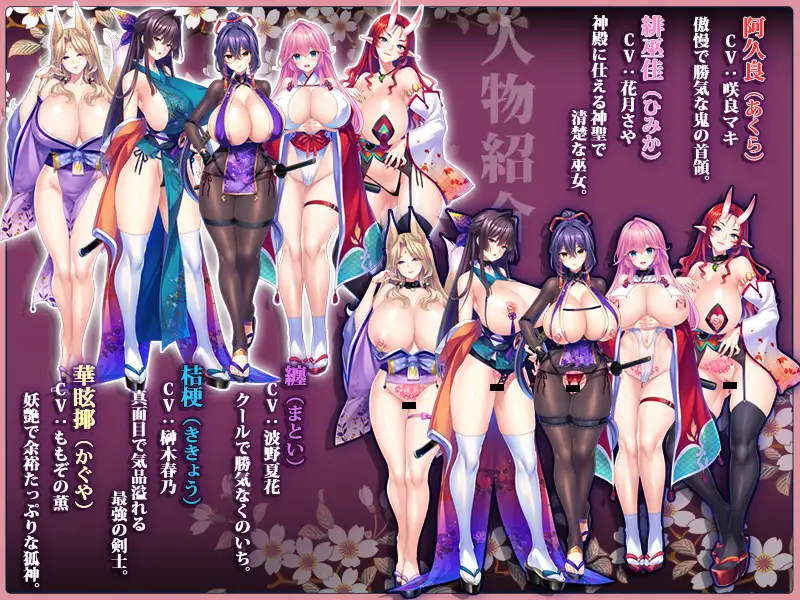 人物紹介
阿久良（あくら）
CV：咲良マキ
傲慢で勝気な鬼の首領。
緋巫佳（ひみか）
CV：花月さや
神殿に仕える神聖で
清楚な巫女。
纏（まとい）
CV：波野夏花
クールで勝気なくのいち。
桔梗（ききょう）
CV：榊木春乃
真面目で気品溢れる
最強の剣士。
華眩揶（かぐや）
CV：ももぞの薫
妖艶で余裕たっぷりな狐神。